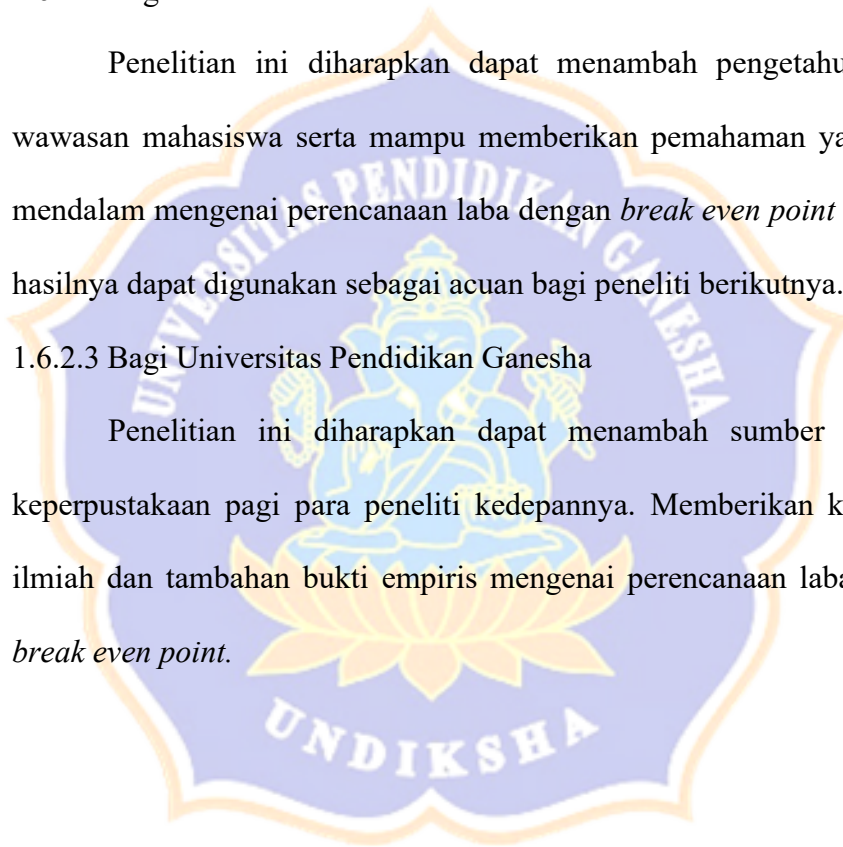 Penelitian ini diharapkan dapat menambah
wawasan mahasiswa serta mampu memberikan pemahaman
mendalam mengenai perencanaan laba dengan break even point
hasilnya dapat digunakan sebagai acuan bagi peneliti berikutnya.
1.6.2.3 Bagi Universitas Pendidikan Ganesha
Penelitian ini diharapkan dapat menambah sumber
keperpustakaan pagi para peneliti kedepannya. Memberikan
ilmiah dan tambahan bukti empiris mengenai perencanaan laba
break even point.
UNIVERSITAS PENDIDIKAN GANESHA
UNDIKSHA